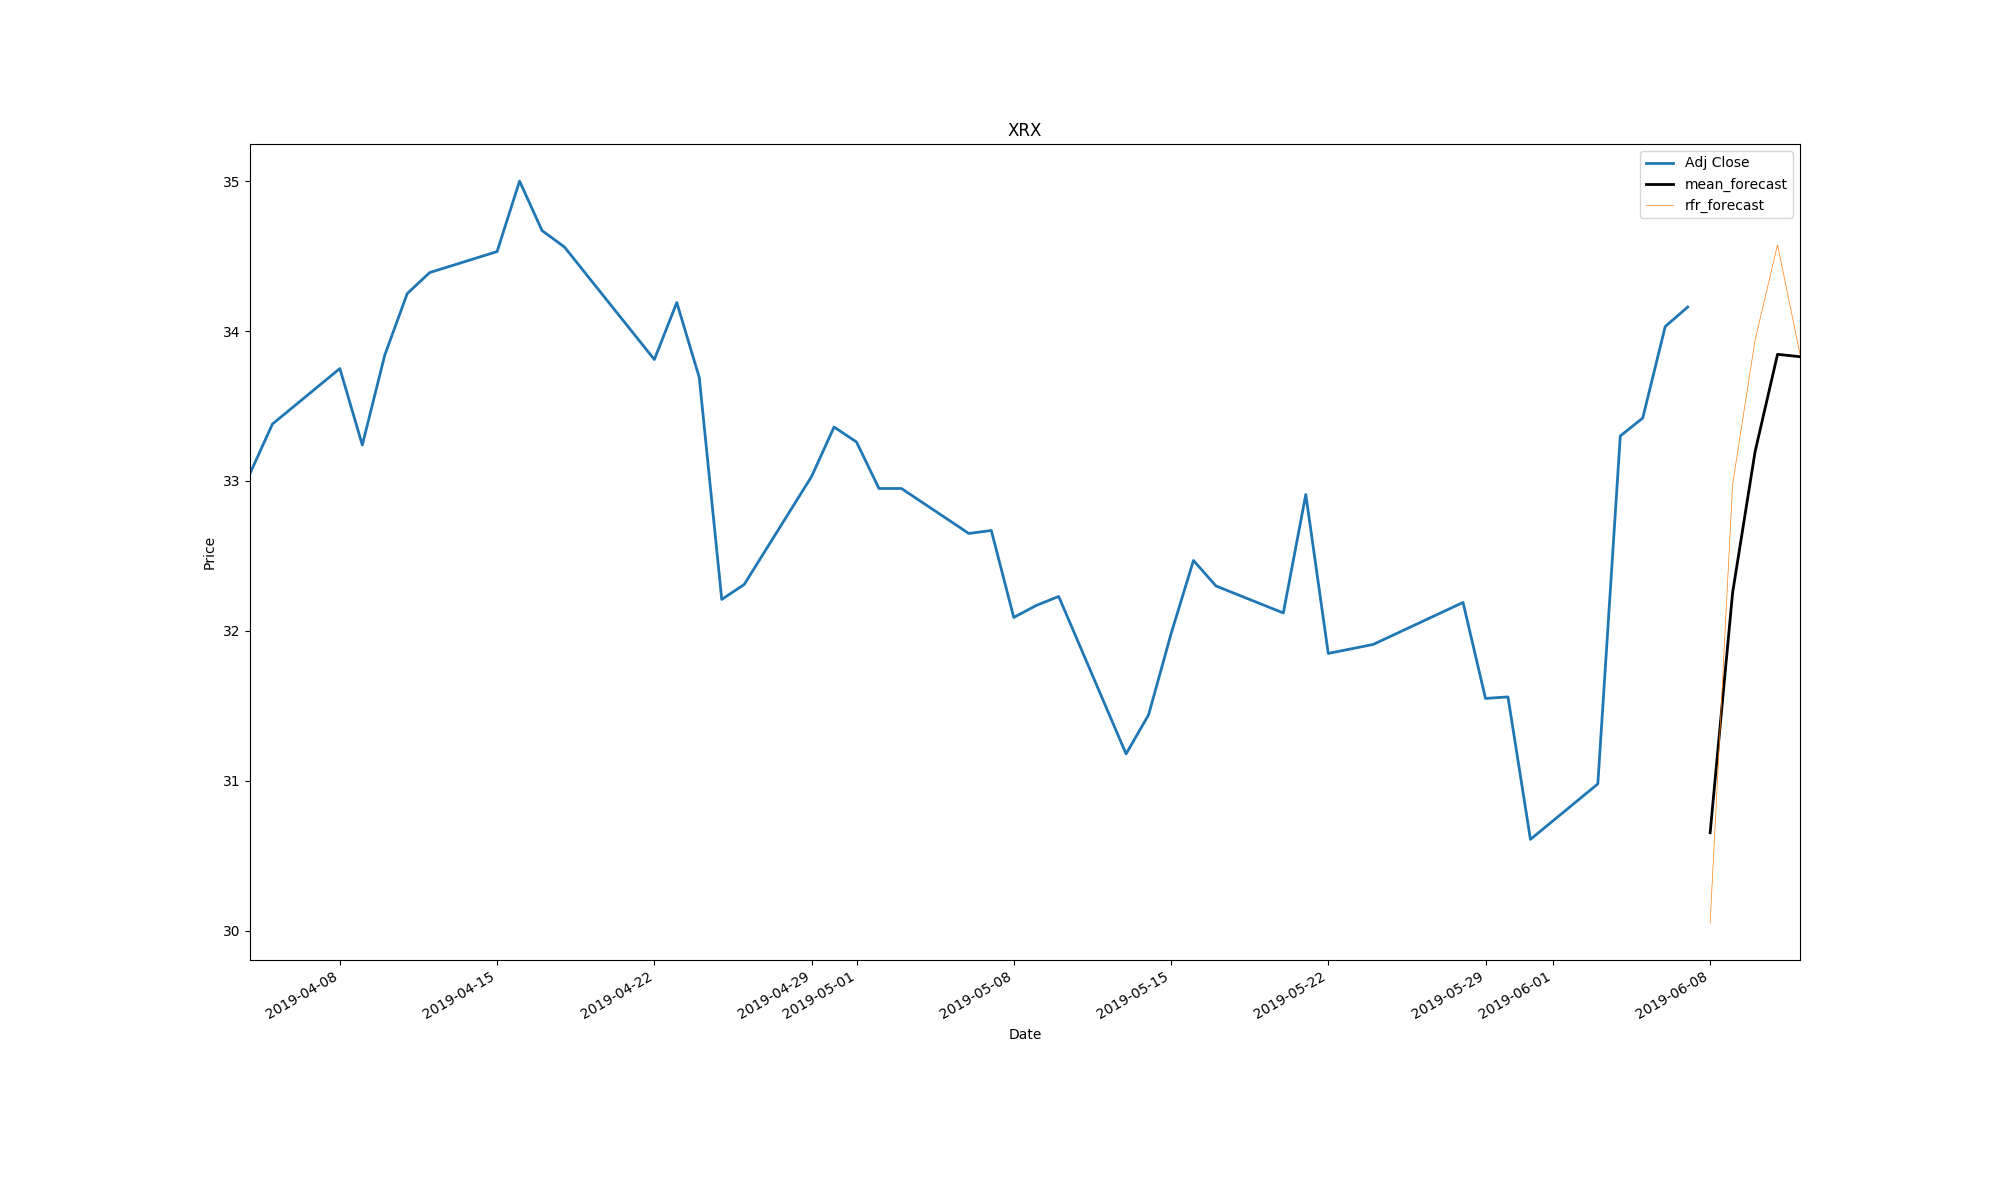 XRX
Adj Close
mean_forecast
rfr_forecast
35
34
33
32
31
30
Price
2019-04-08
2019-04-15
2019-04-22
2019-04-29
2019-05-01
2019-05-08
2019-05-15
2019-05-22
2019-05-29
2019-06-01
2019-06-08
Date